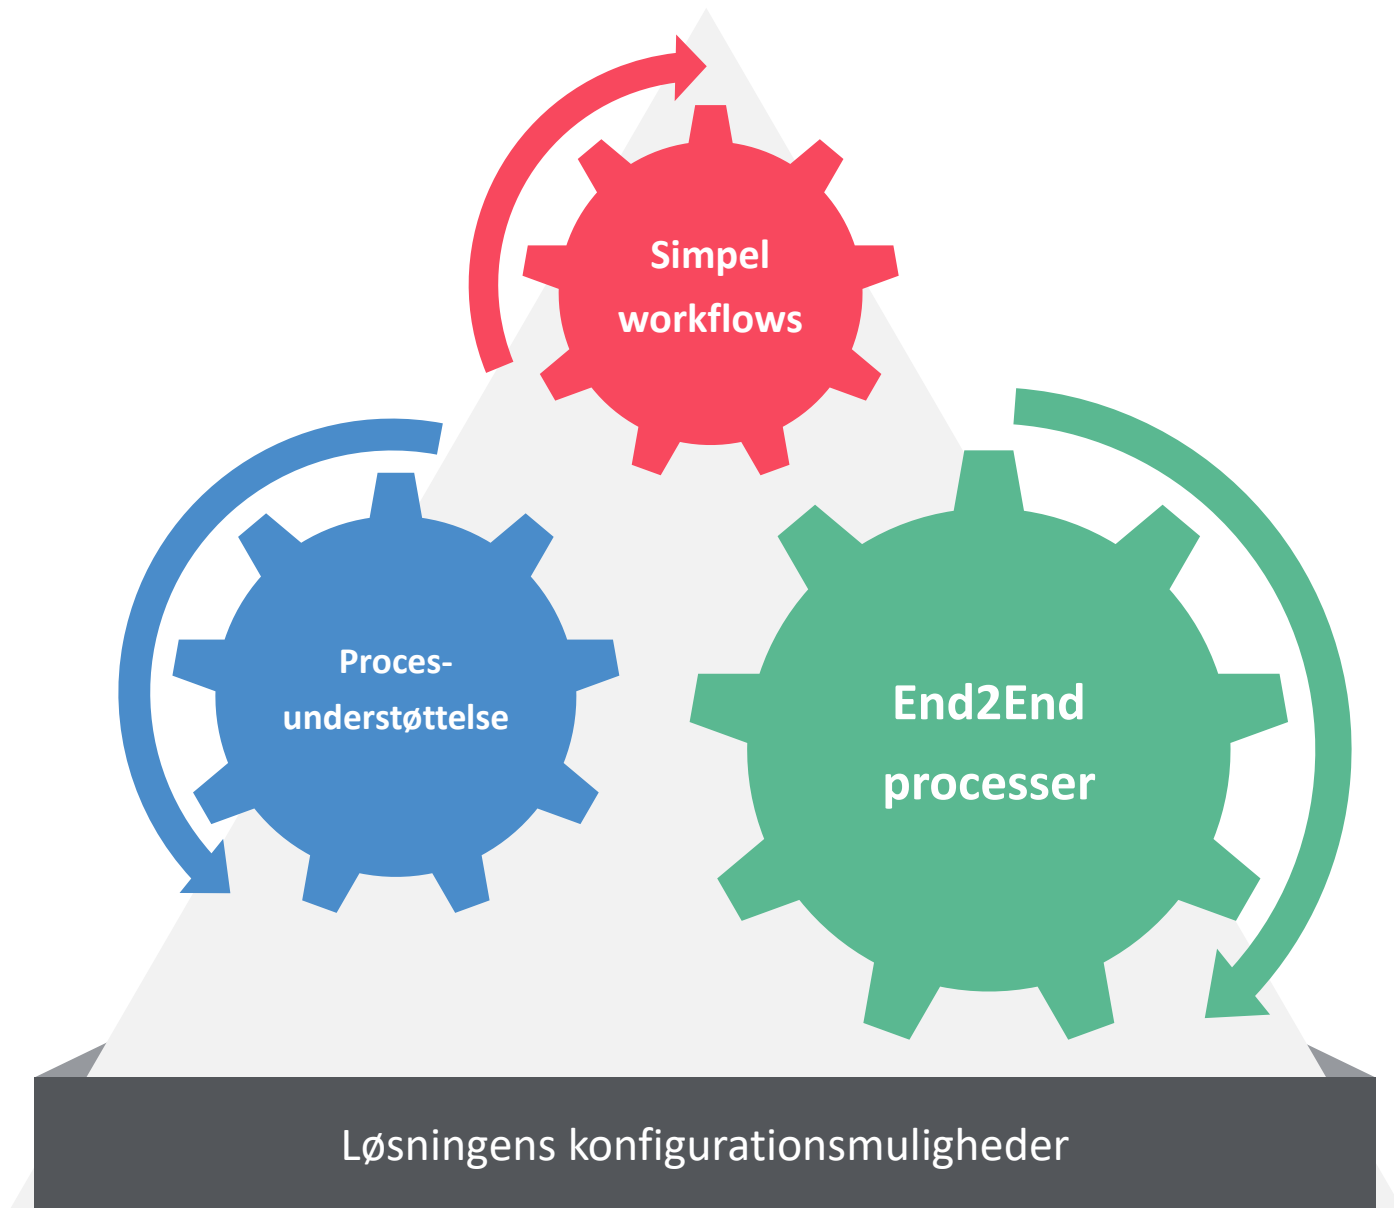 Simpel
workflows
Proces-
understøttelse
End2End
processer
Løsningens konfigurationsmuligheder